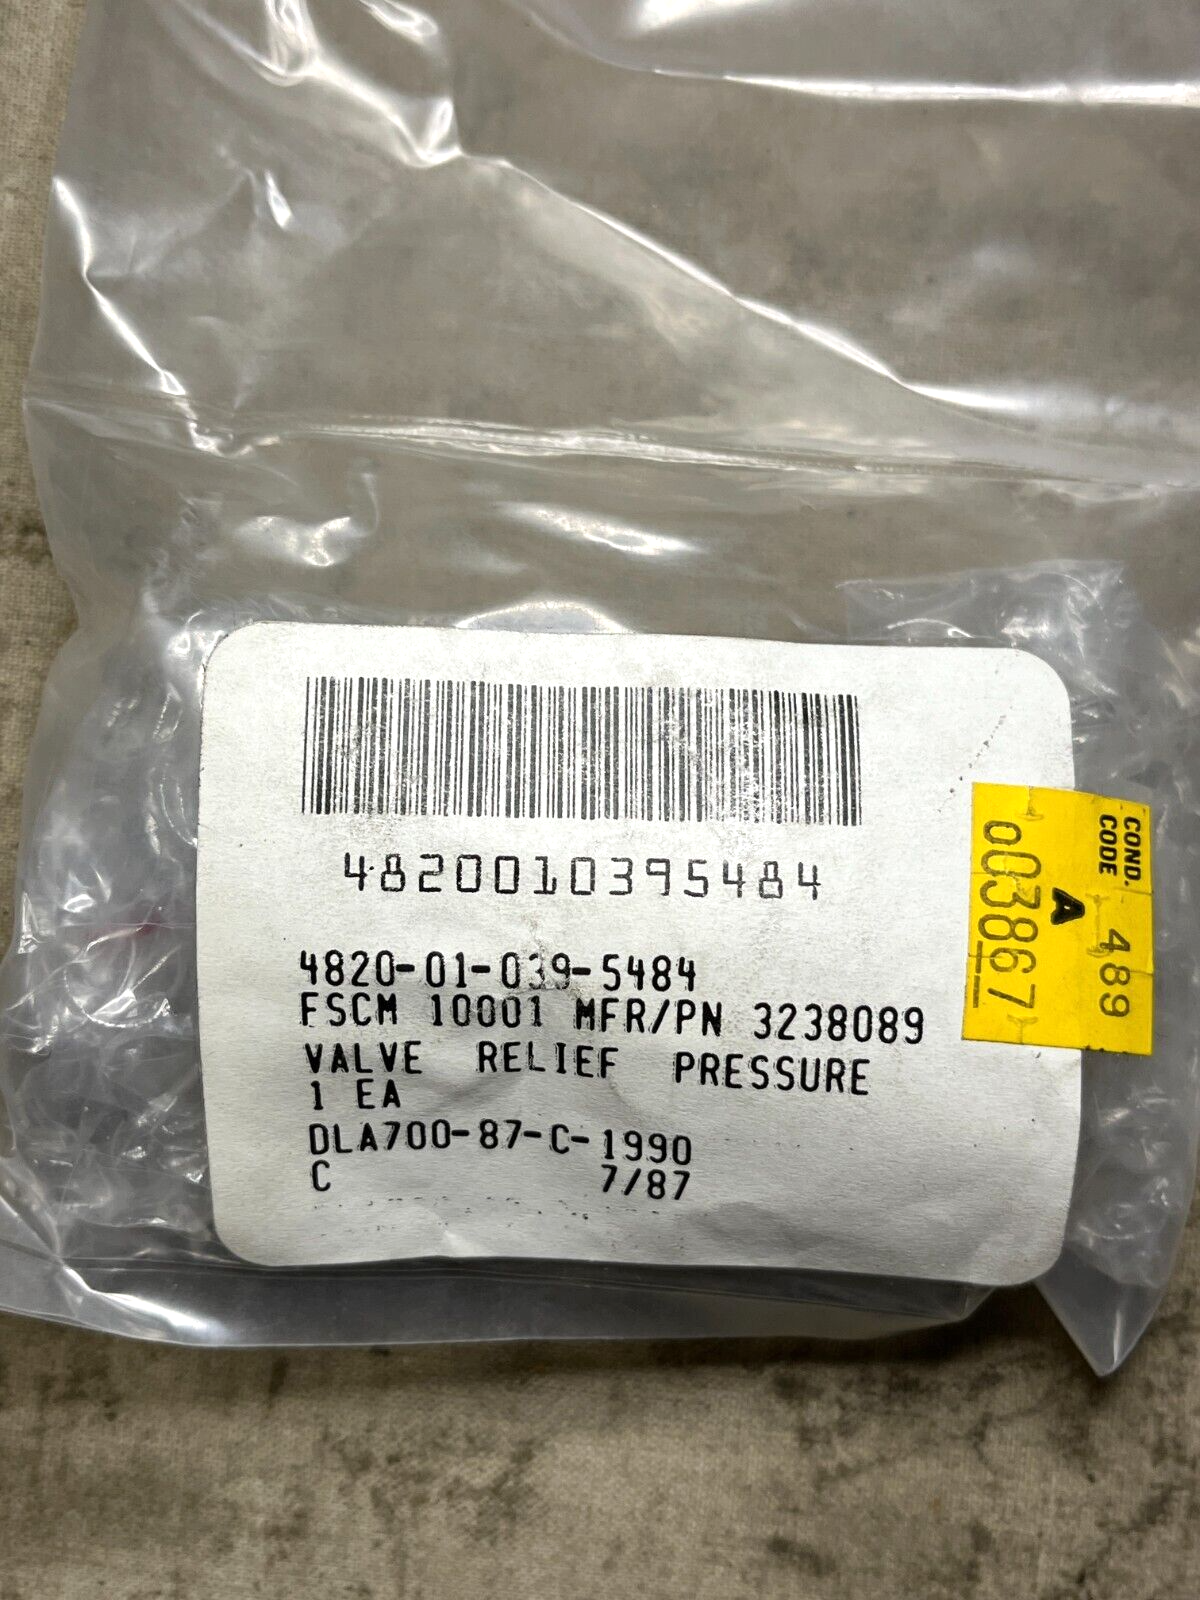 4820010395484
4820-01-039-5484
FSCM 10001 MFR/PN 3238089
VALVE RELIEF PRESSURE
1 EA
DLA700-87-C-1990
C 7/87
COND.
CODE
A
489
003867